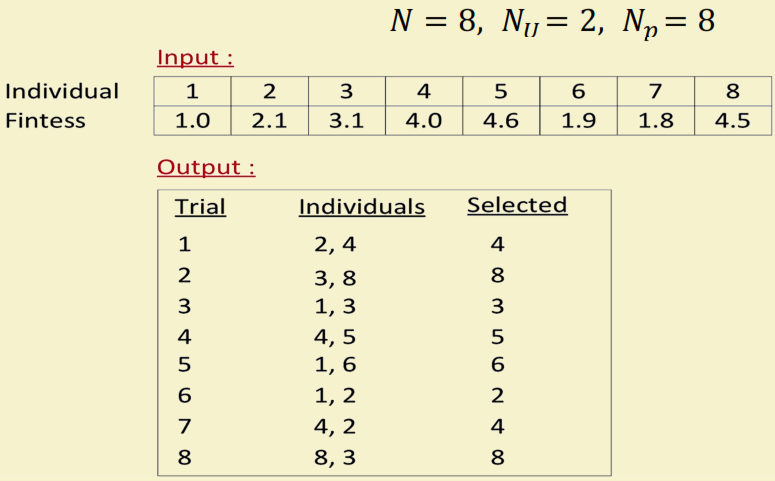 N = 8, N_U = 2, N_p = 8
Input :
Individual 1 2 3 4 5 6 7 8
Fintess 1.0 2.1 3.1 4.0 4.6 1.9 1.8 4.5
Output :
Trial Individuals Selected
1 2, 4 4
2 3, 8 8
3 1, 3 3
4 4, 5 5
5 1, 6 6
6 1, 2 2
7 4, 2 4
8 8, 3 8